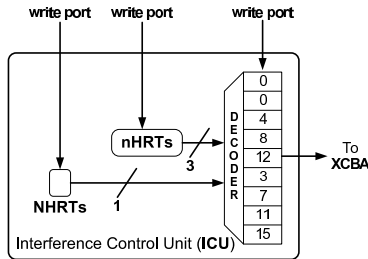 write port
write port
write port
0
0
4
8
12
3
7
11
15
DECODER
nHRTs
3
NHRTs
1
To
XCBA
Interference Control Unit (ICU)